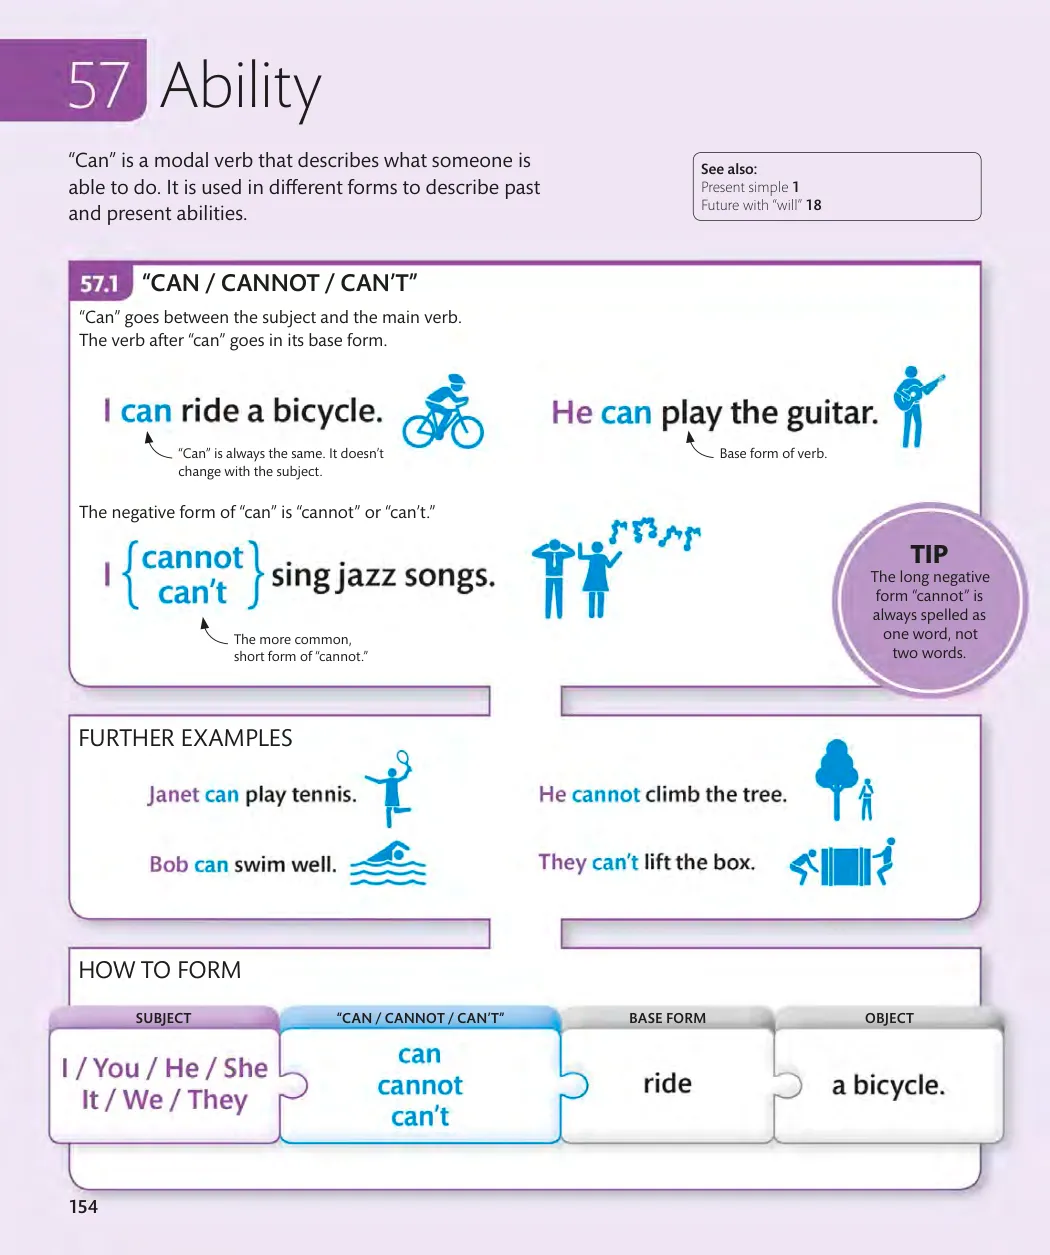 57 Ability
“Can” is a modal verb that describes what someone is
able to do. It is used in different forms to describe past
and present abilities.
See also:
Present simple 1
Future with “will” 18
57.1 “CAN / CANNOT / CAN’T”
“Can” goes between the subject and the main verb.
The verb after “can” goes in its base form.
I can ride a bicycle.
“Can” is always the same. It doesn’t
change with the subject.
He can play the guitar.
Base form of verb.
The negative form of “can” is “cannot” or “can’t.”
I { cannot
can’t } sing jazz songs.
The more common,
short form of “cannot.”
TIP
The long negative
form “cannot” is
always spelled as
one word, not
two words.
FURTHER EXAMPLES
Janet can play tennis.
He cannot climb the tree.
Bob can swim well.
They can’t lift the box.
HOW TO FORM
SUBJECT
“CAN / CANNOT / CAN’T”
BASE FORM
OBJECT
I / You / He / She
It / We / They
can
cannot
can’t
ride
a bicycle.
154